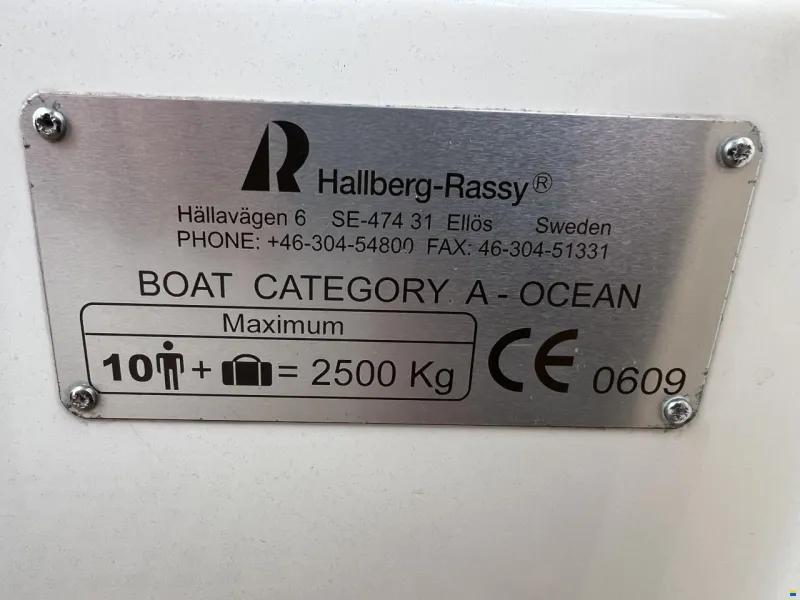 Hallberg-Rassy®
Hällavägen 6 SE-474 31 Ellös Sweden
PHONE: +46-304-54800 FAX: 46-304-51331
BOAT CATEGORY A - OCEAN
Maximum
10 + = 2500 Kg
CE 0609